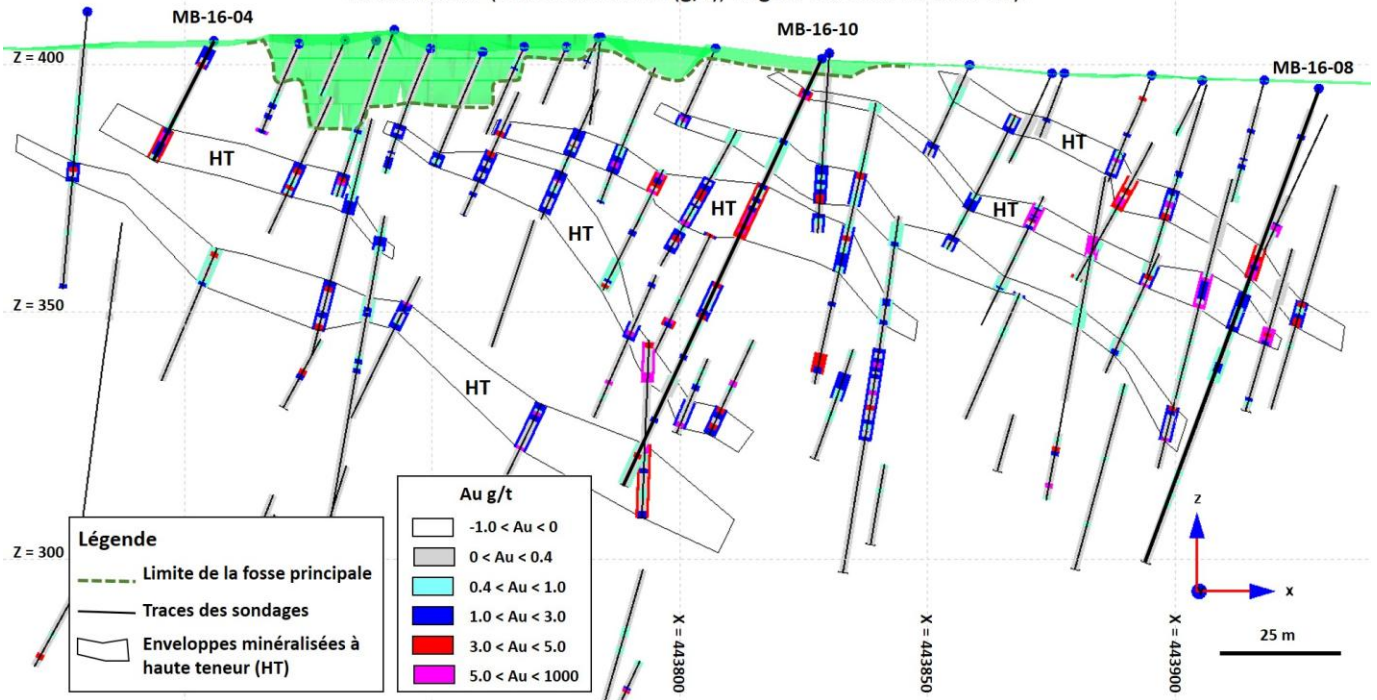 MB-16-04
MB-16-10
MB-16-08
Z = 400
HT
HT
HT
HT
HT
Z = 350
HT
Au g/t
-1.0 < Au < 0
0 < Au < 0.4
0.4 < Au < 1.0
1.0 < Au < 3.0
3.0 < Au < 5.0
5.0 < Au < 1000
Légende
Limite de la fosse principale
Traces des sondages
Enveloppes minéralisées à
haute teneur (HT)
Z = 300
X = 443800
X = 443850
X = 443900
z
x
25 m